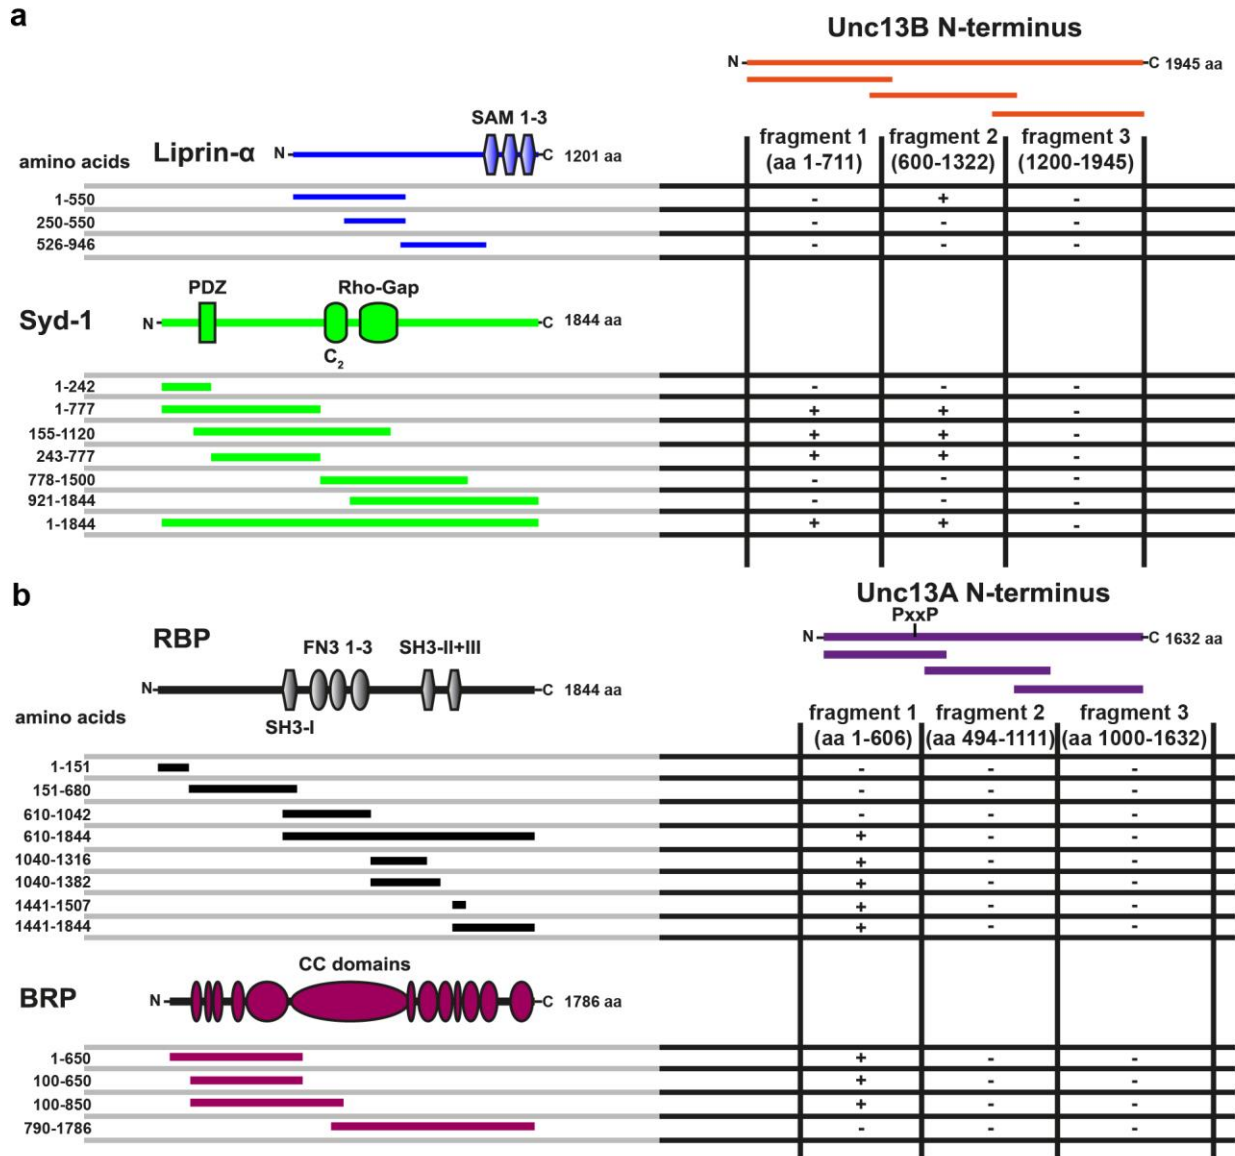 a
Unc13B N-terminus
N C 1945 aa
SAM 1-3
amino acids Liprin-α N C 1201 aa
fragment 1 fragment 2 fragment 3
(aa 1-711) (600-1322) (1200-1945)
1-550 - + -
250-550 - - -
526-946 - - -
PDZ Rho-Gap
Syd-1 N C 1844 aa
C2
1-242 - - -
1-777 + + -
155-1120 + + -
243-777 + + -
778-1500 - - -
921-1844 - - -
1-1844 + + -
b
Unc13A N-terminus
PxxP
N C 1632 aa
RBP
FN3 1-3 SH3-II+III
N C 1844 aa
SH3-I
amino acids
fragment 1 fragment 2 fragment 3
(aa 1-606) (aa 494-1111) (aa 1000-1632)
1-151 - - -
151-680 - - -
610-1042 - - -
610-1844 + - -
1040-1316 + - -
1040-1382 + - -
1441-1507 + - -
1441-1844 + - -
CC domains
BRP N C 1786 aa
1-650 + - -
100-650 + - -
100-850 + - -
790-1786 - - -